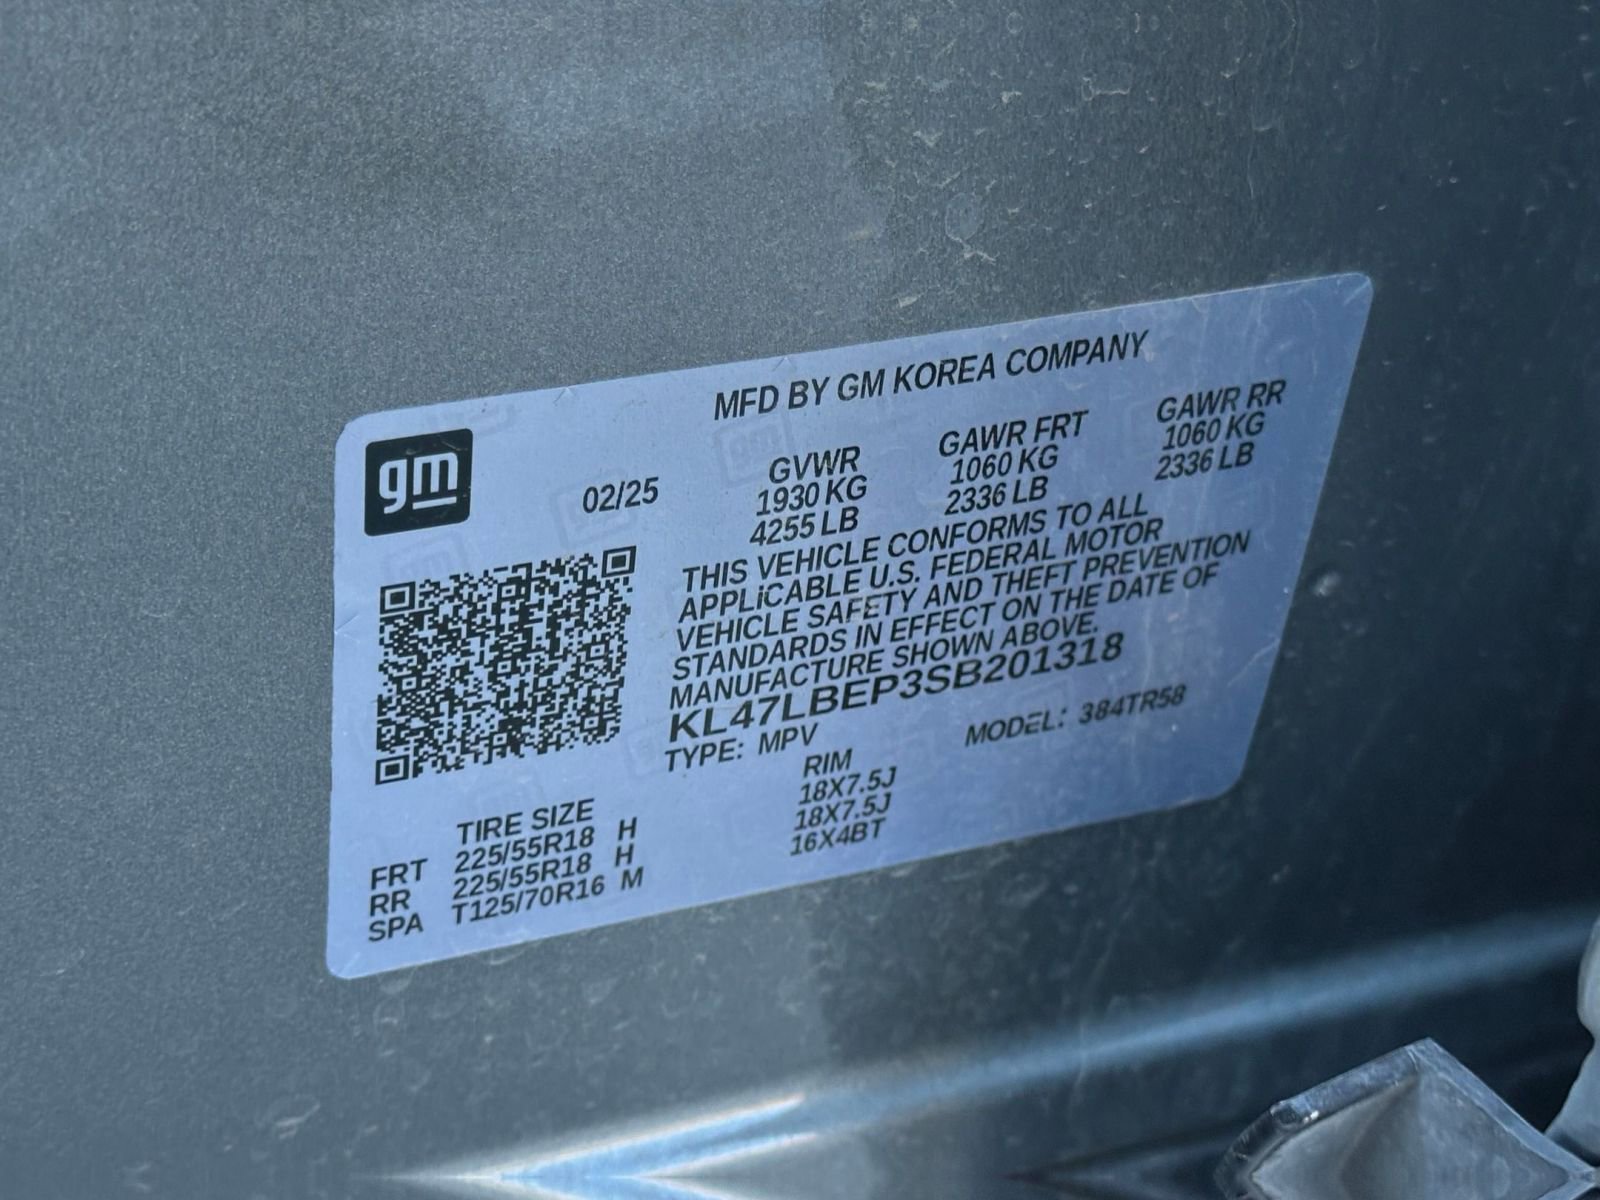 MFD BY GM KOREA COMPANY
gm
02/25
GVWR GAWR FRT GAWR RR
1930 KG 1060 KG 1060 KG
4255 LB 2336 LB 2336 LB
THIS VEHICLE CONFORMS TO ALL
APPLiCABLE U.S. FEDERAL MOTOR
VEHICLE SAFETY AND THEFT PREVENTION
STANDARDS IN EFFECT ON THE DATE OF
MANUFACTURE SHOWN ABOVE.
KL47LBEP3SB201318
TYPE: MPV MODEL: 384TR58
TIRE SIZE RIM
FRT 225/55R18 H 18X7.5J
RR 225/55R18 H 18X7.5J
SPA T125/70R16 M 16X4BT